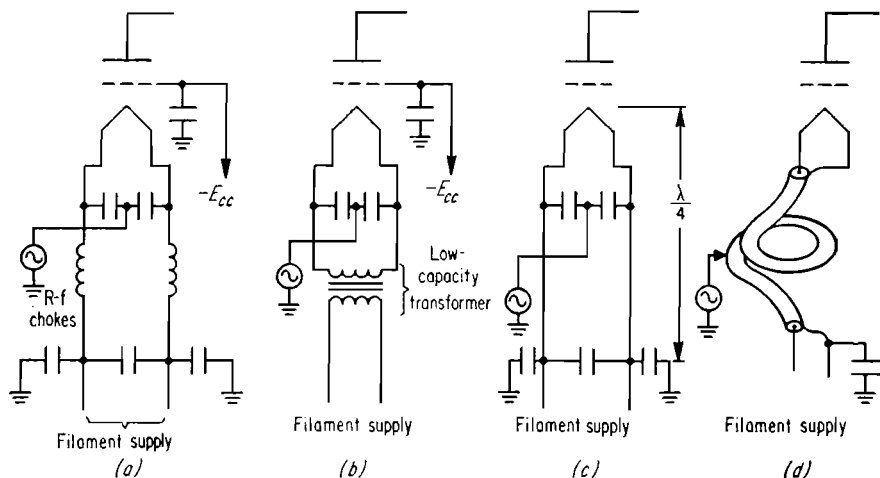 -Ecc
R-f
chokes
Filament supply
(a)
-Ecc
Low-
capacity
transformer
Filament supply
(b)
λ
4
Filament supply
(c)
Filament supply
(d)